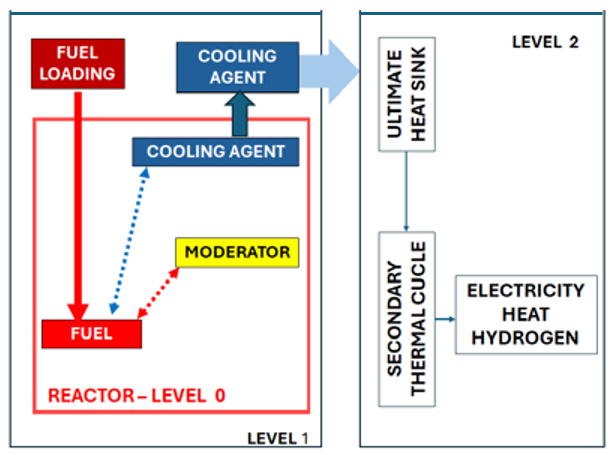 FUEL
LOADING
COOLING
AGENT
COOLING AGENT
MODERATOR
FUEL
REACTOR – LEVEL 0
LEVEL 1
LEVEL 2
ULTIMATE
HEAT SINK
SECONDARY
THERMAL CUCLE
ELECTRICITY
HEAT
HYDROGEN